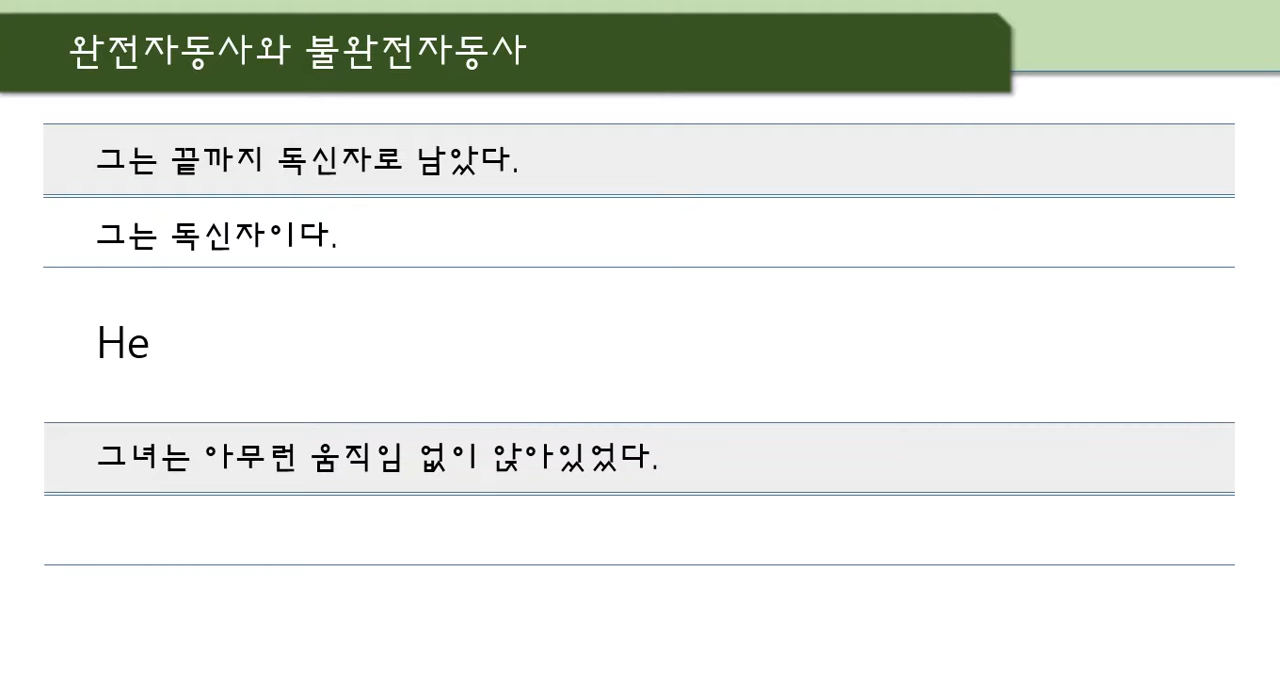 완전자동사와 불완전자동사
그는 끝까지 독신자로 남았다.
그는 독신자이다.
He
그녀는 아무런 움직임 없이 앉아있었다.